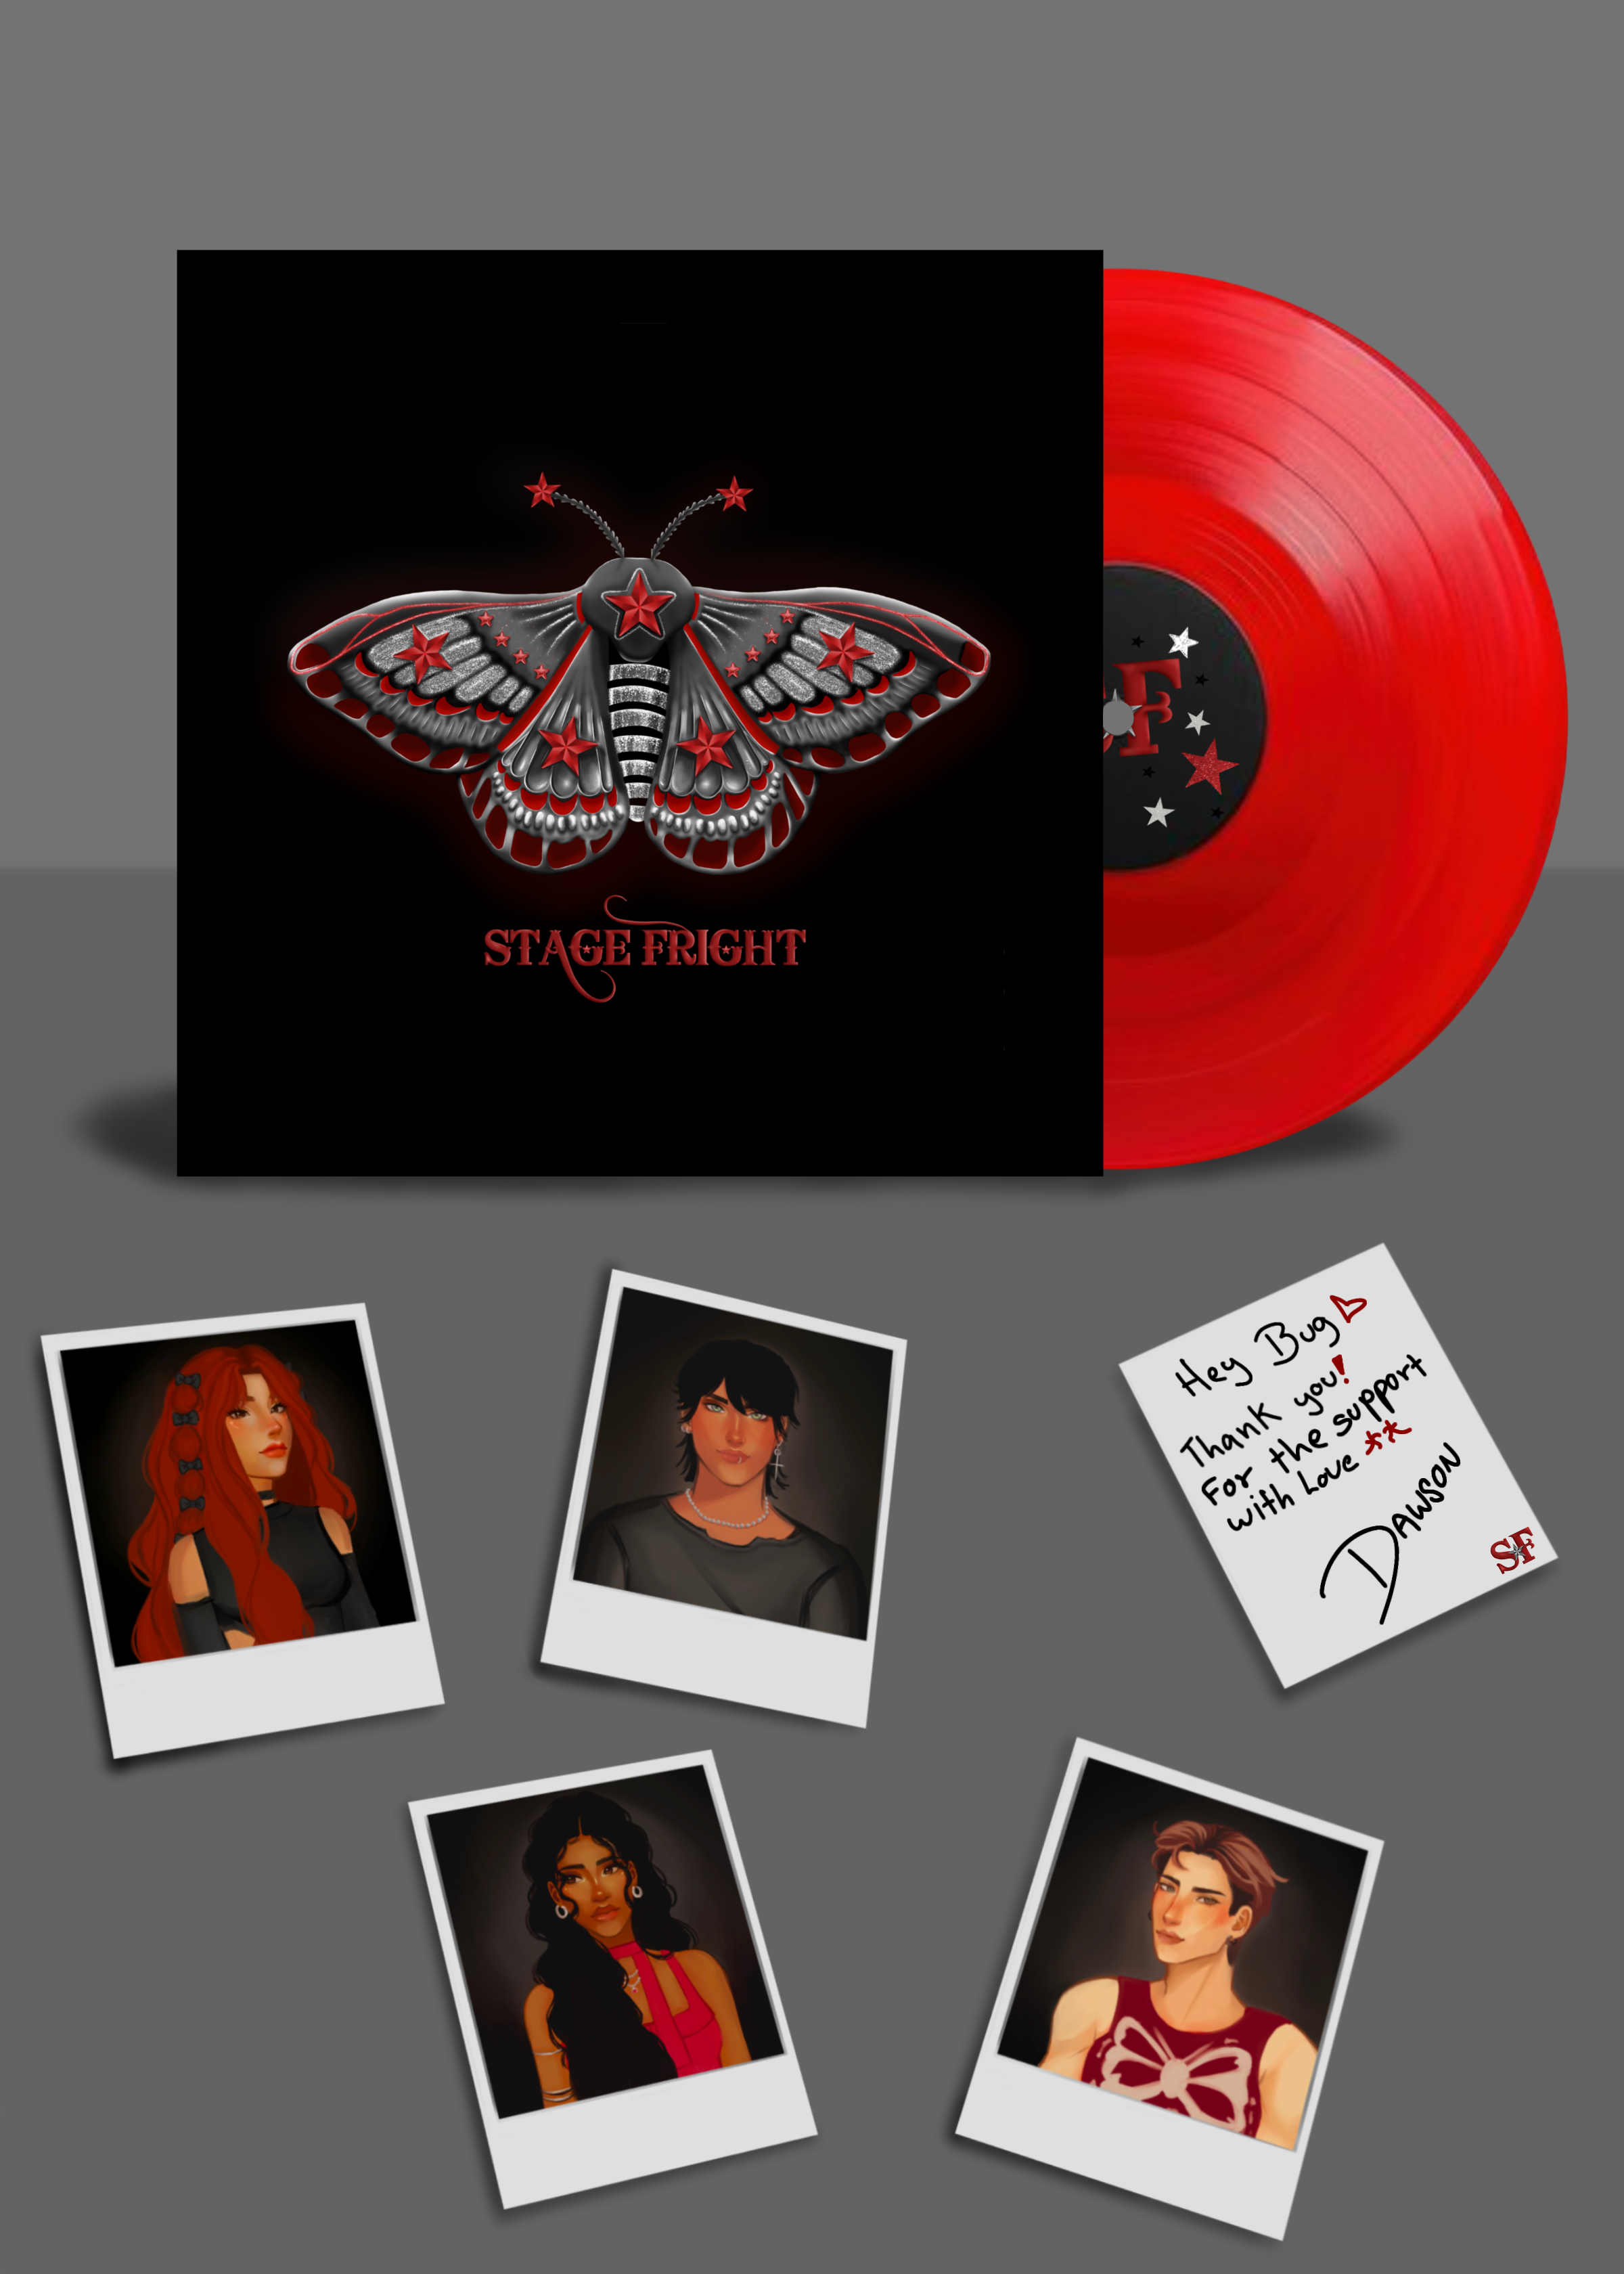 STAGE FRIGHT
SF
Hey Bug
Thank you!
For the support
with Love **
DAWSON
SF